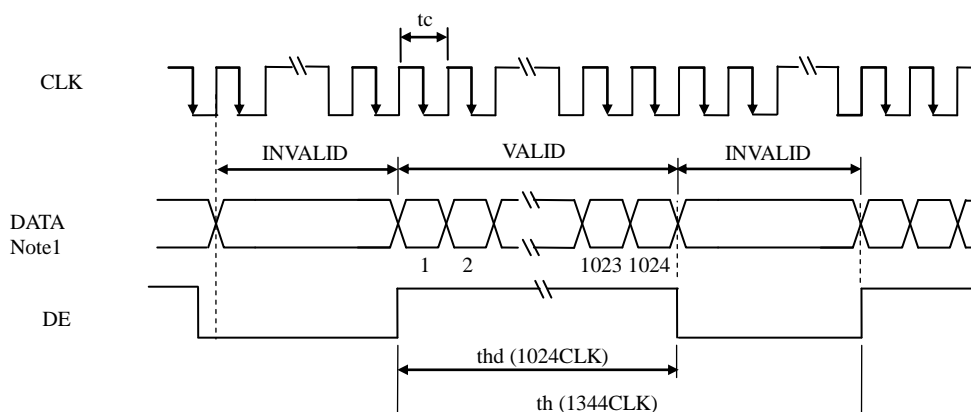 tc
CLK
INVALID VALID INVALID
DATA
Note1
1 2 1023 1024
DE
thd (1024CLK)
th (1344CLK)